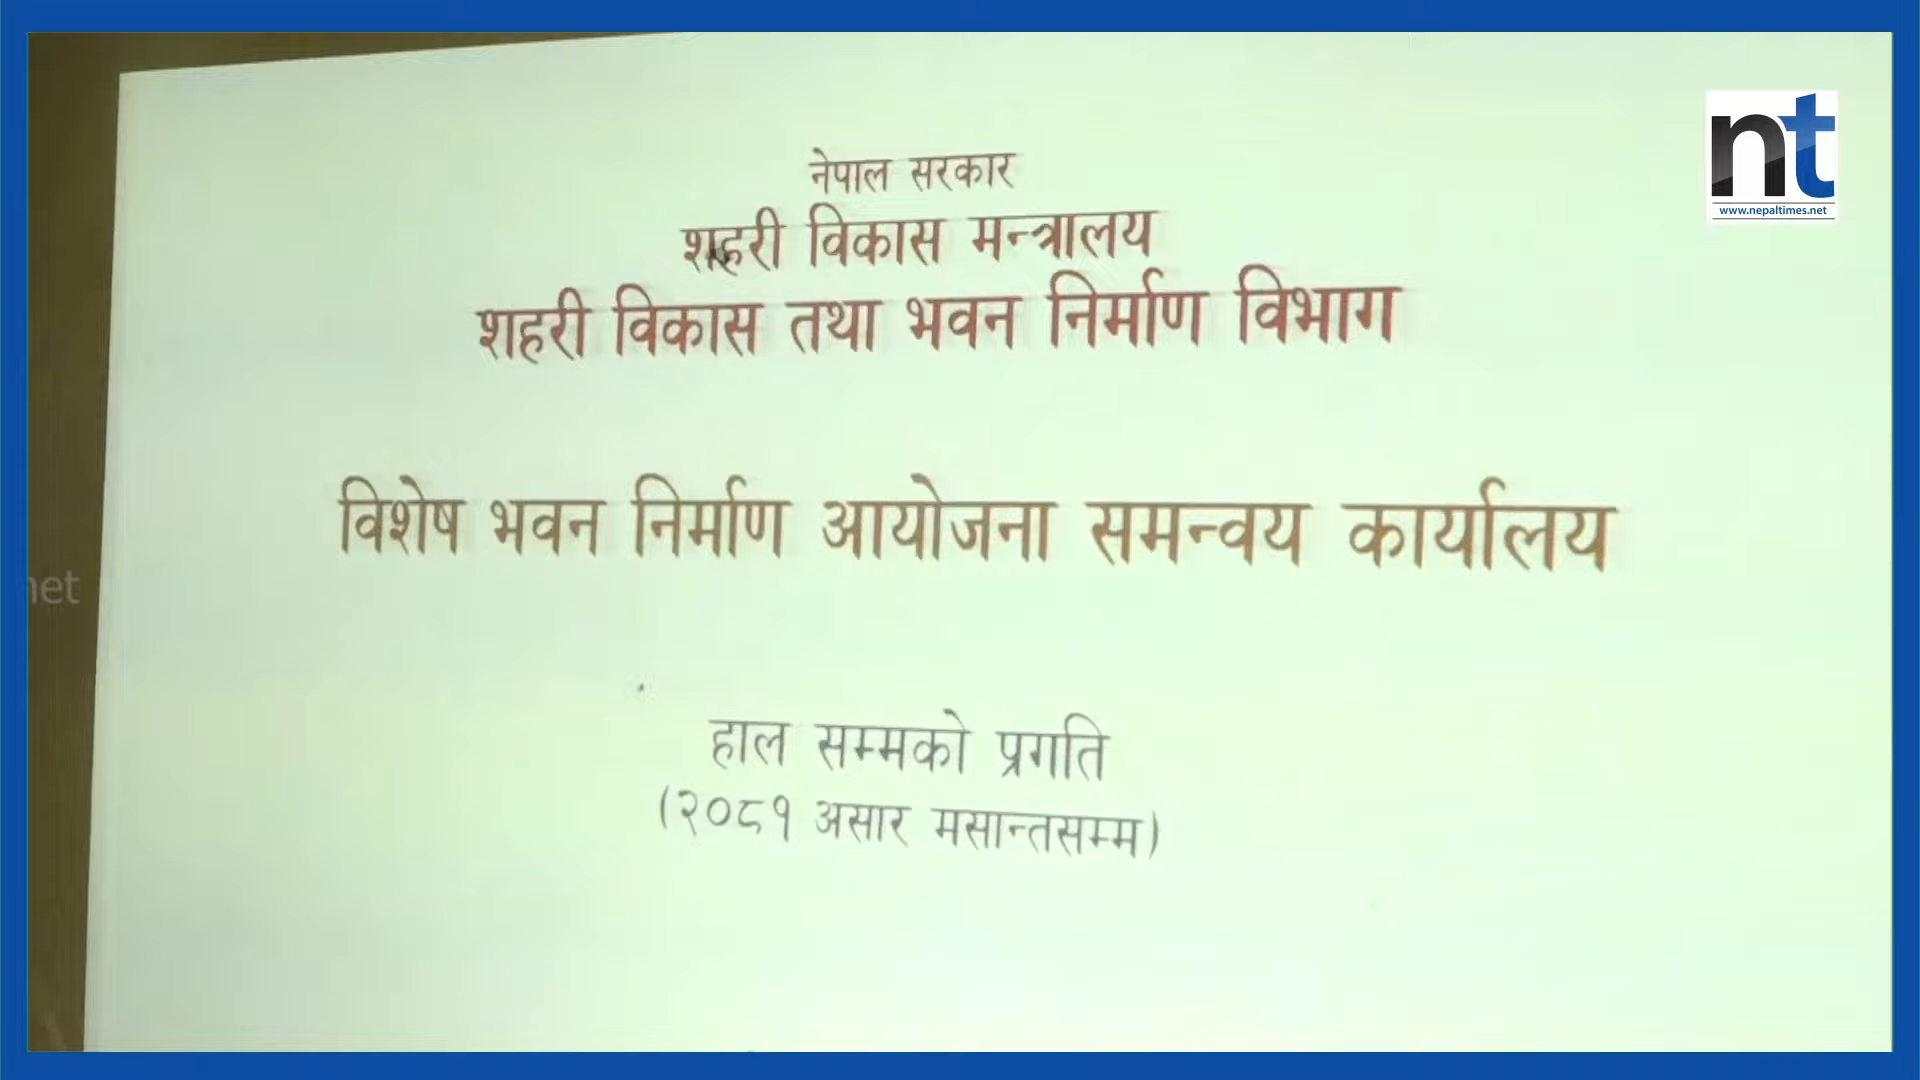 नेपाल सरकार
शहरी विकास मन्त्रालय
शहरी विकास तथा भवन निर्माण विभाग
nt
www.nepaltimes.net
विशेष भवन निर्माण आयोजना समन्वय कार्यालय
net
हाल सम्मको प्रगति
(२०८१ असार मसान्तसम्म)